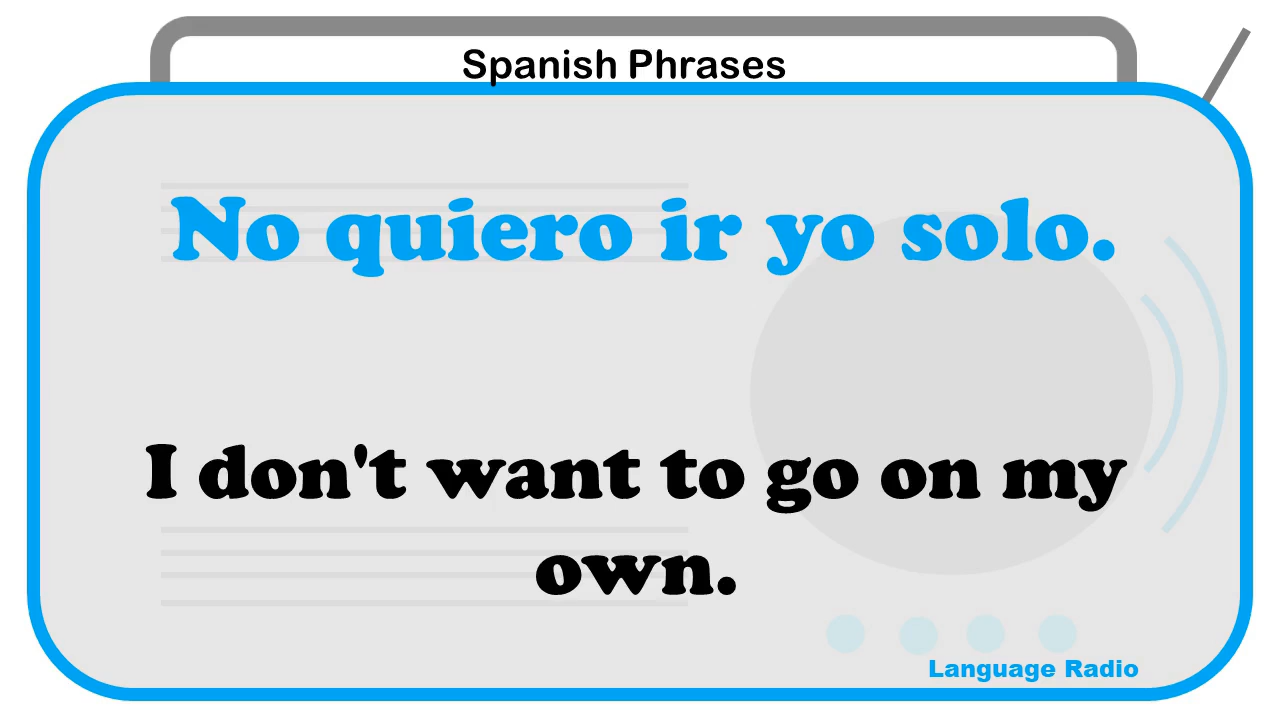 Spanish Phrases
No quiero ir yo solo.
I don't want to go on my
own.
Language Radio